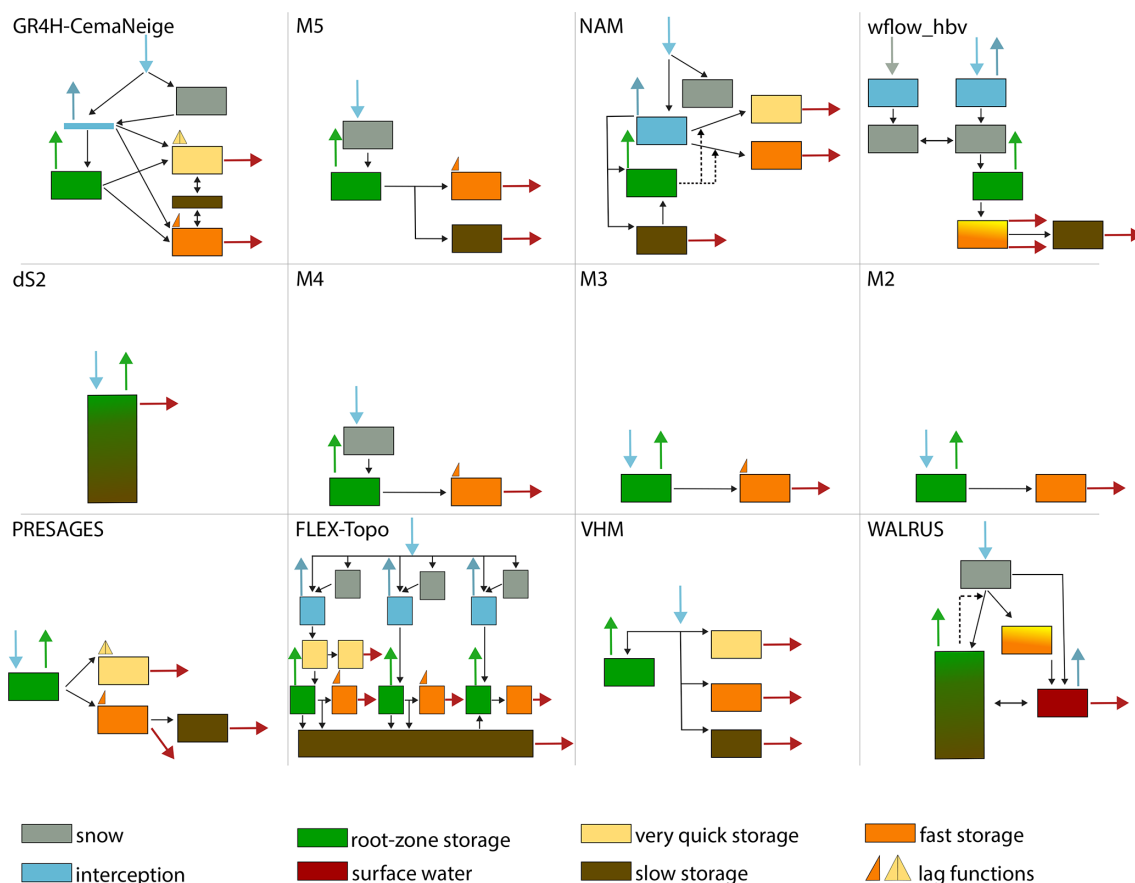 GR4H-CemaNeige
M5
NAM
wflow_hbv
dS2
M4
M3
M2
PRESAGES
FLEX-Topo
VHM
WALRUS
snow
root-zone storage
very quick storage
fast storage
interception
surface water
slow storage
lag functions